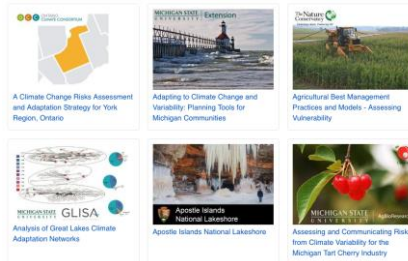 CLIMATE CONSORTIUM
A Climate Change Risks Assessment
and Adaptation Strategy for York
Region, Ontario
MICHIGAN STATE
UNIVERSITY
Extension
Adapting to Climate Change and
Variability: Planning Tools for
Michigan Communities
The Nature
Conservancy
Agricultural Best Management
Practices and Models - Assessing
Vulnerability
MICHIGAN STATE
UNIVERSITY
GLISA
Analysis of Great Lakes Climate
Adaptation Networks
Apostle Islands
National Lakeshore
Apostle Islands National Lakeshore
MICHIGAN STATE
UNIVERSITY
AgBioResearch
Assessing and Communicating Risks
from Climate Variability for the
Michigan Tart Cherry Industry